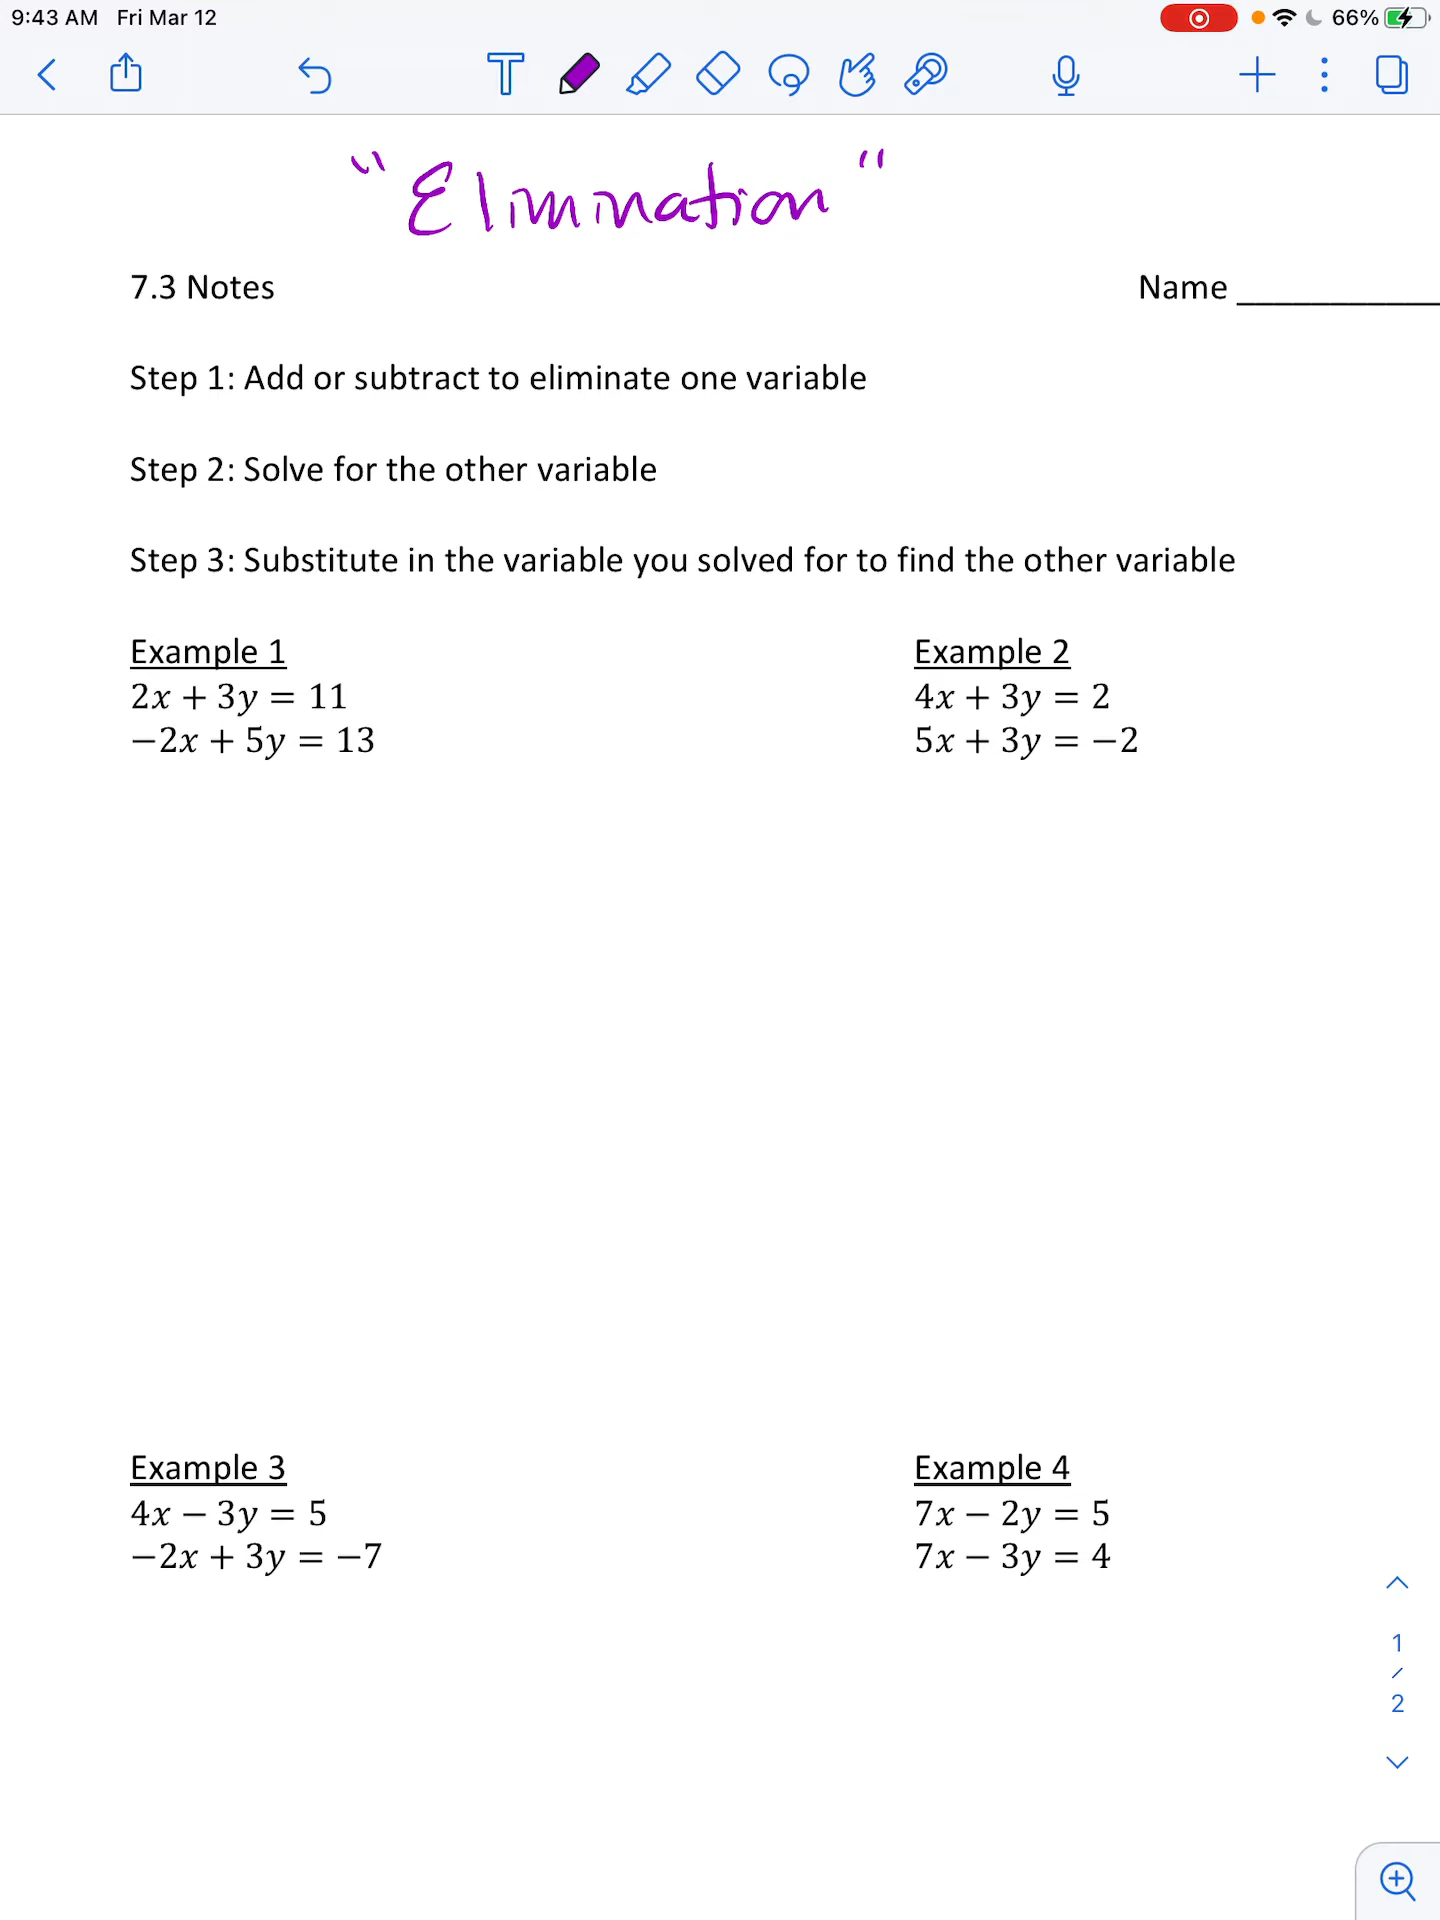 9:43 AM Fri Mar 12
66%
T
"Elimination"
7.3 Notes
Name ____________
Step 1: Add or subtract to eliminate one variable
Step 2: Solve for the other variable
Step 3: Substitute in the variable you solved for to find the other variable
Example 1
2x + 3y = 11
−2x + 5y = 13
Example 2
4x + 3y = 2
5x + 3y = −2
Example 3
4x − 3y = 5
−2x + 3y = −7
Example 4
7x − 2y = 5
7x − 3y = 4
1
/
2